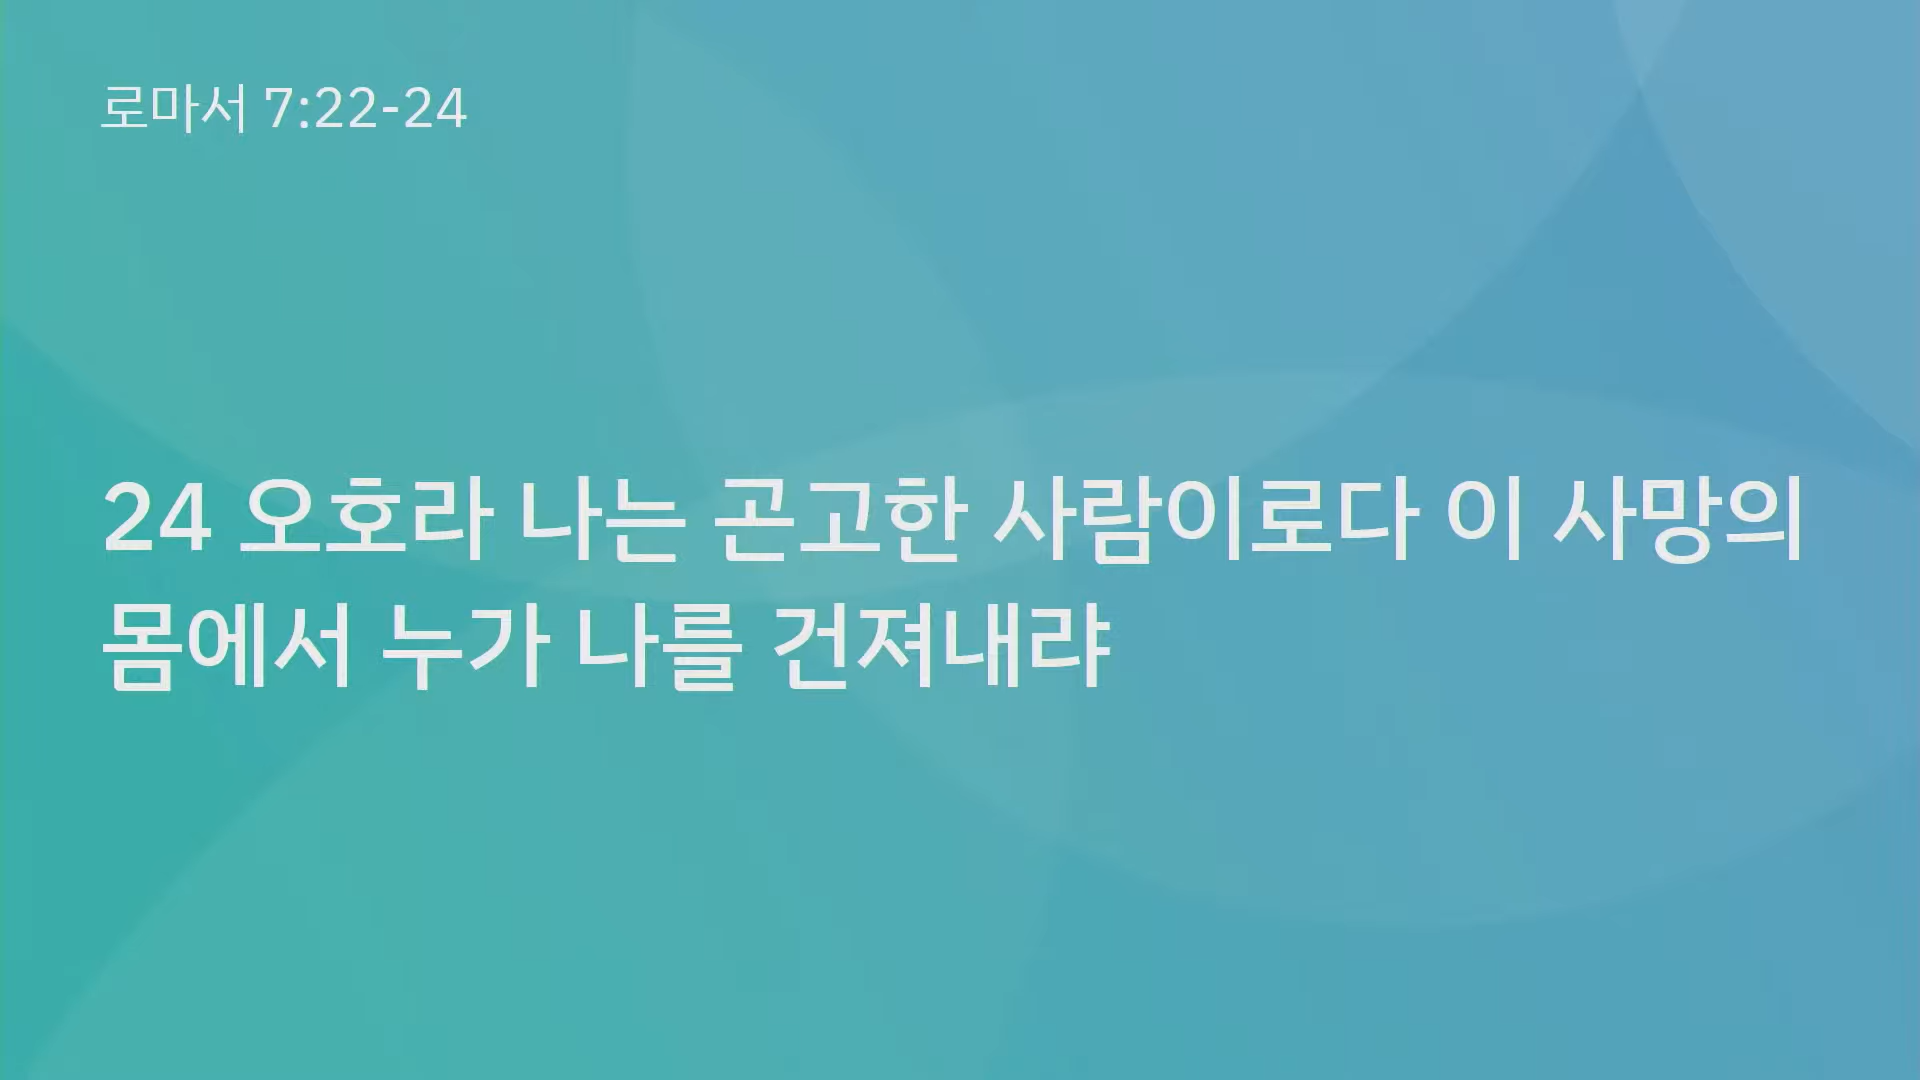 로마서 7:22-24
24 오호라 나는 곤고한 사람이로다 이 사망의
몸에서 누가 나를 건져내랴